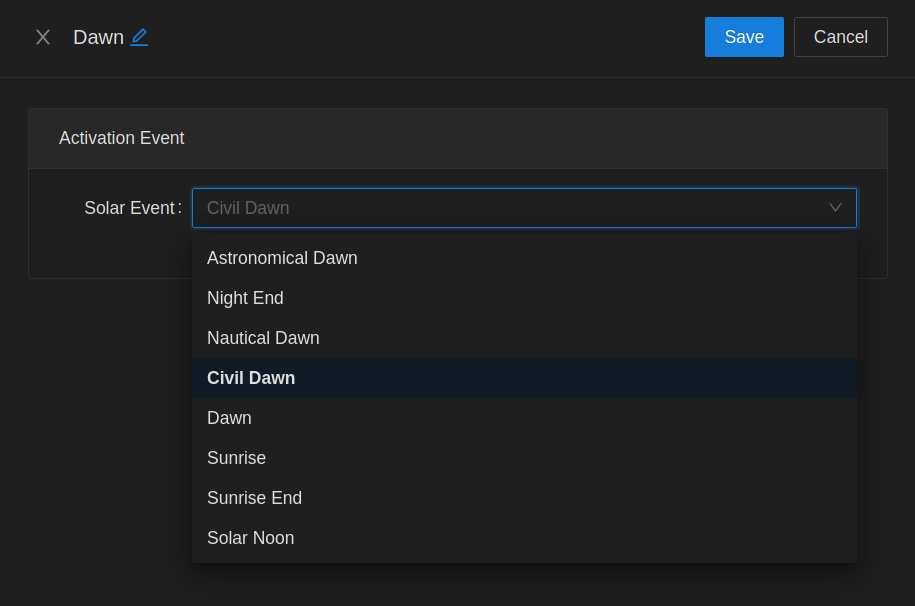 Dawn
Save
Cancel
Activation Event
Solar Event:
Civil Dawn
Astronomical Dawn
Night End
Nautical Dawn
Civil Dawn
Dawn
Sunrise
Sunrise End
Solar Noon